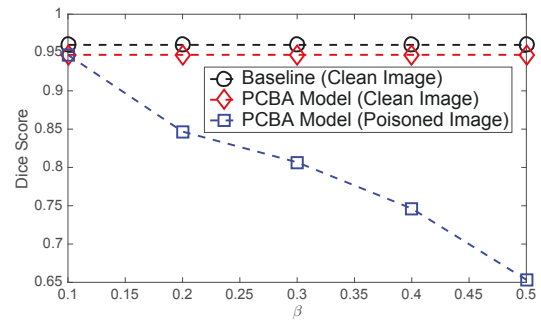 1
0.95
0.9
0.85
0.8
0.75
0.7
0.65
Dice Score
Baseline (Clean Image)
PCBA Model (Clean Image)
PCBA Model (Poisoned Image)
0.1 0.15 0.2 0.25 0.3 0.35 0.4 0.45 0.5
β